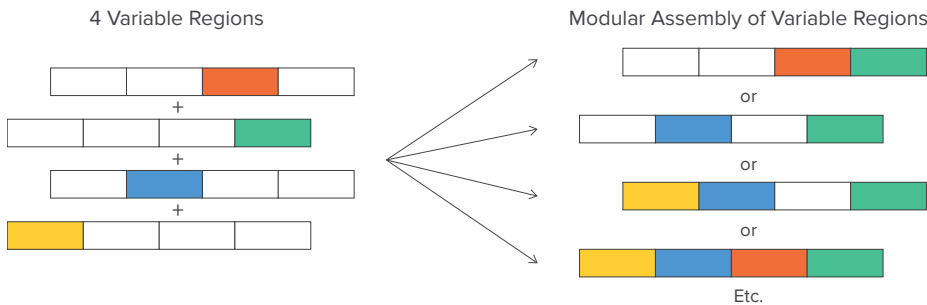 4 Variable Regions
+
+
+
Modular Assembly of Variable Regions
or
or
or
Etc.